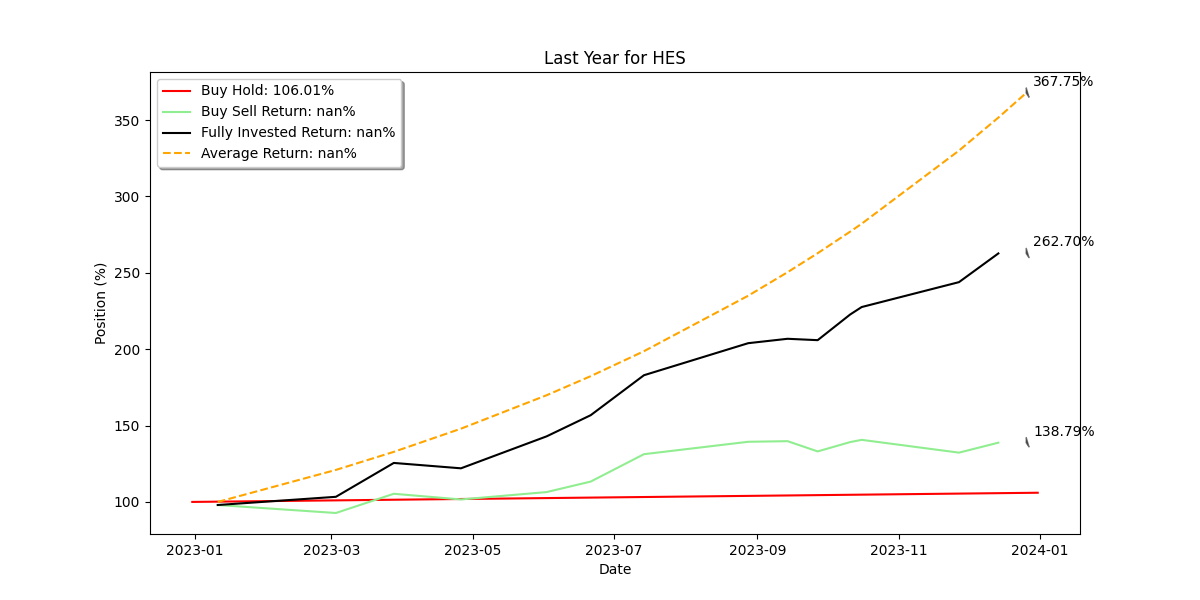 Last Year for HES
Buy Hold: 106.01%
Buy Sell Return: nan%
Fully Invested Return: nan%
Average Return: nan%
367.75%
262.70%
138.79%
350
300
250
200
150
100
Position (%)
2023-01 2023-03 2023-05 2023-07 2023-09 2023-11 2024-01
Date